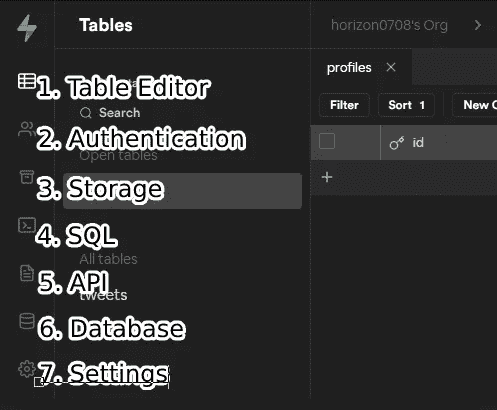 Tables
horizon0708's Org
profiles
1. Table Editor
Filter
Sort 1
New C
Search
id
2. Authentication
Open tables
3. Storage
4. SQL
All tables
5. API
tweets
6. Database
7. Settings